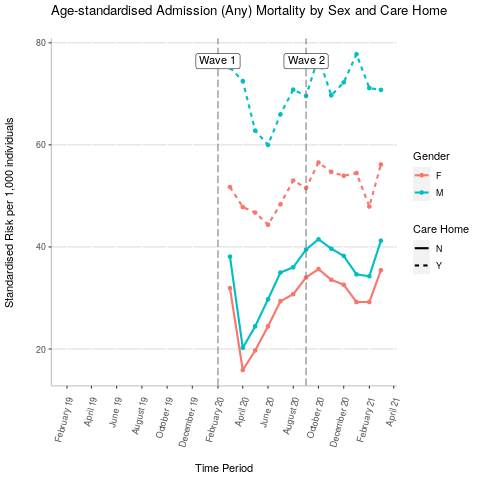 Age-standardised Admission (Any) Mortality by Sex and Care Home
80
60
40
20
Standardised Risk per 1,000 individuals
Wave 1
Wave 2
February 19
April 19
June 19
August 19
October 19
December 19
February 20
April 20
June 20
August 20
October 20
December 20
February 21
April 21
Time Period
Gender
F
M
Care Home
N
Y